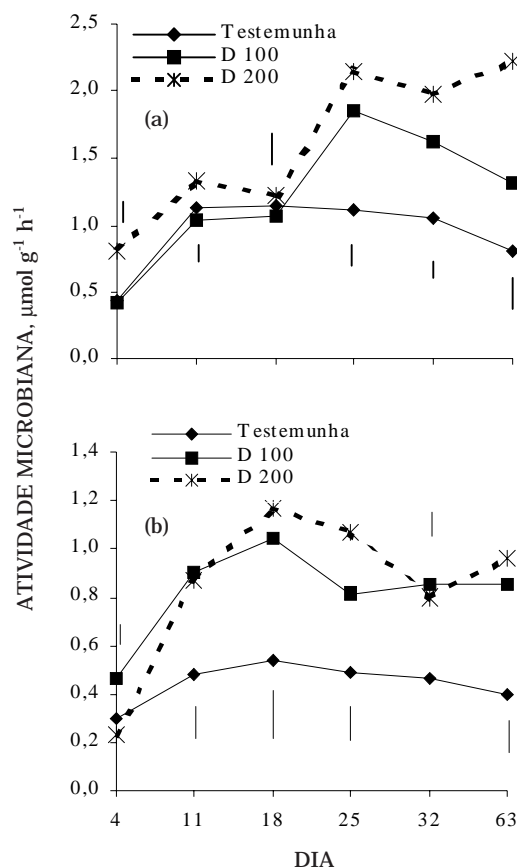 Testemunha
D 100
D 200
(a)
2,5
2,0
1,5
1,0
0,5
0,0
ATIVIDADE MICROBIANA, µmol g⁻¹ h⁻¹
Testemunha
D 100
D 200
(b)
1,4
1,2
1,0
0,8
0,6
0,4
0,2
0,0
4 11 18 25 32 63
DIA